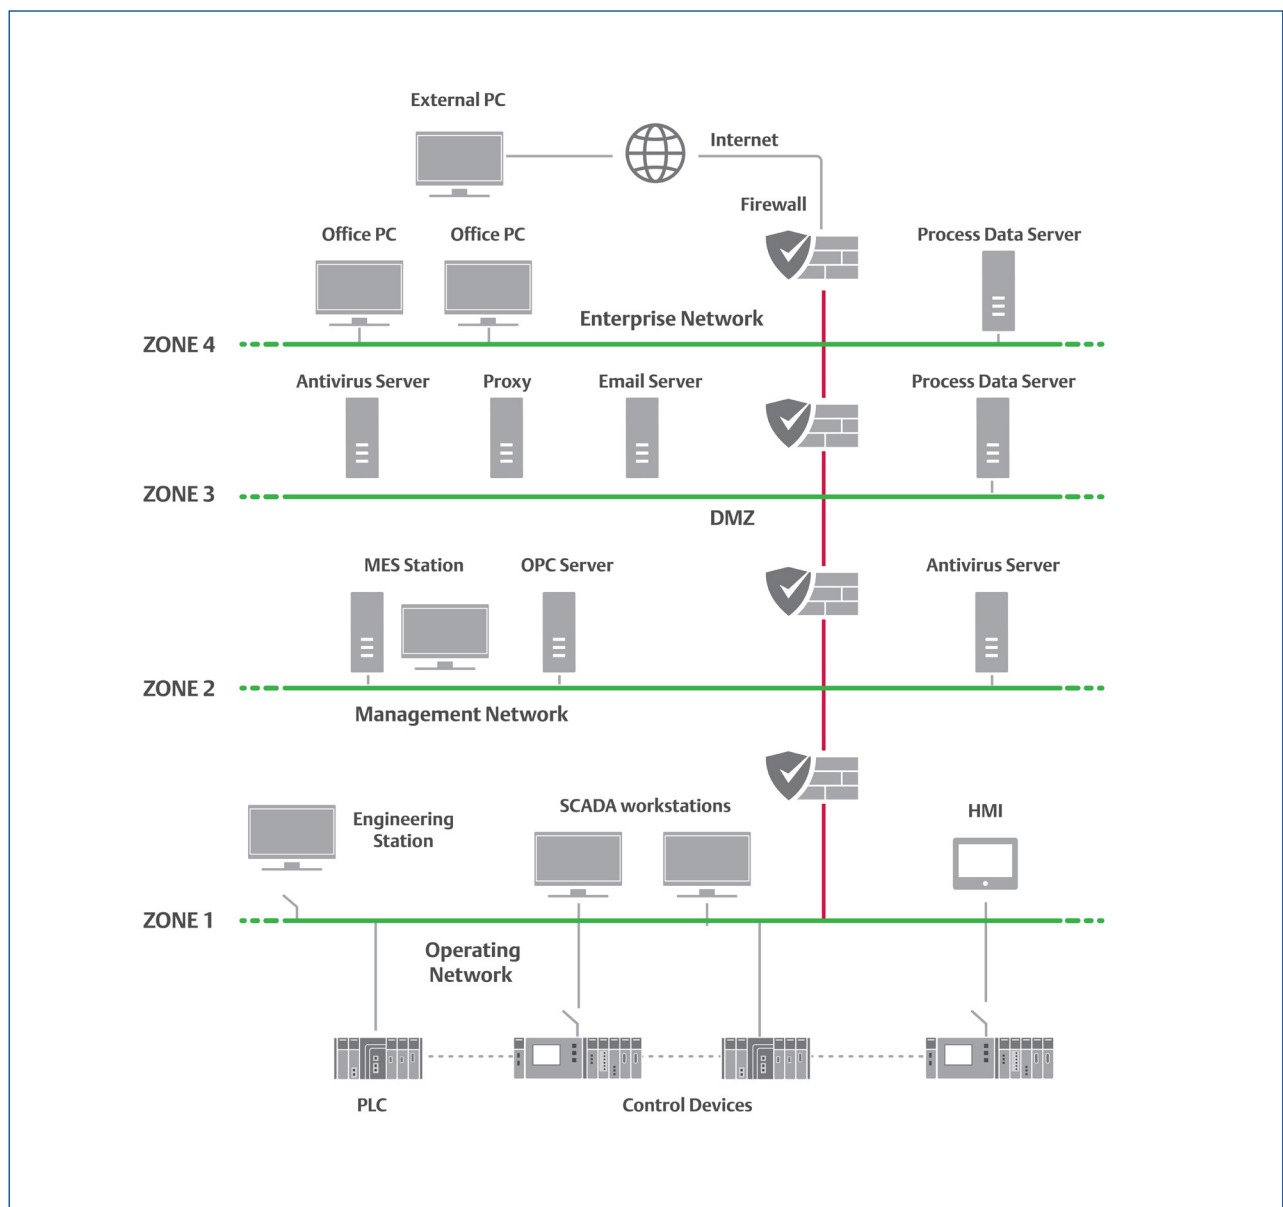 External PC
Internet
Firewall
Office PC
Office PC
Process Data Server
Enterprise Network
ZONE 4
Antivirus Server
Proxy
Email Server
Process Data Server
ZONE 3
DMZ
MES Station
OPC Server
Antivirus Server
ZONE 2
Management Network
Engineering
Station
SCADA workstations
HMI
ZONE 1
Operating
Network
PLC
Control Devices